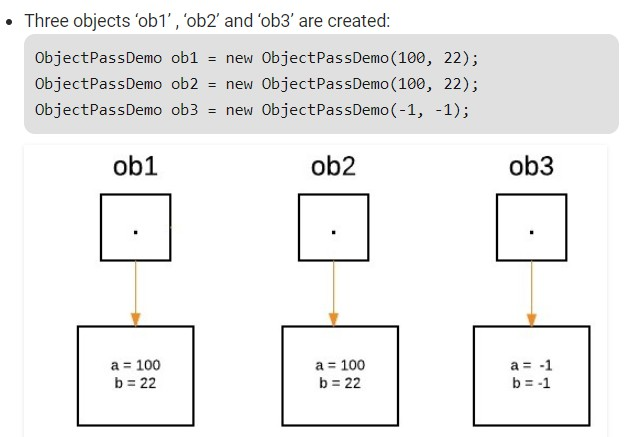 Three objects ‘ob1’ , ‘ob2’ and ‘ob3’ are created:
ObjectPassDemo ob1 = new ObjectPassDemo(100, 22);
ObjectPassDemo ob2 = new ObjectPassDemo(100, 22);
ObjectPassDemo ob3 = new ObjectPassDemo(-1, -1);
ob1 ob2 ob3
a = 100 a = 100 a = -1
b = 22 b = 22 b = -1